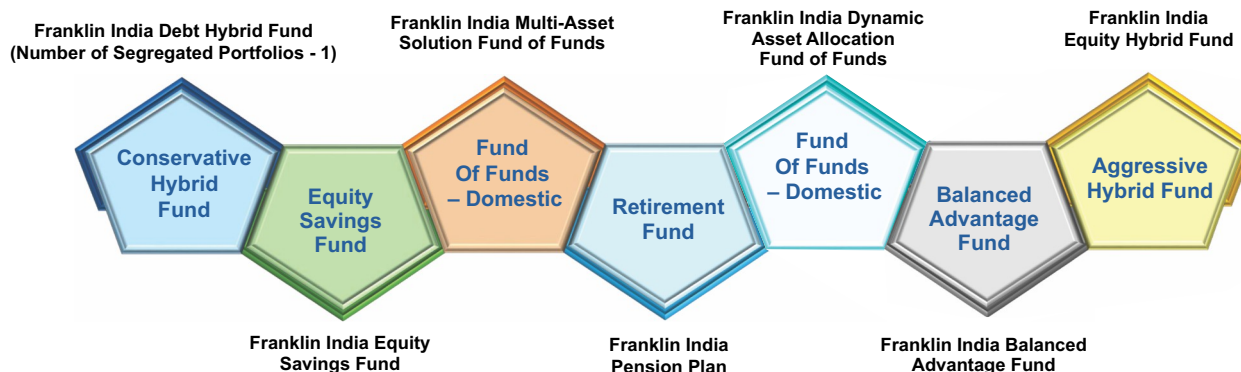 Franklin India Debt Hybrid Fund
(Number of Segregated Portfolios - 1)
Franklin India Multi-Asset
Solution Fund of Funds
Franklin India Dynamic
Asset Allocation
Fund of Funds
Franklin India
Equity Hybrid Fund
Conservative
Hybrid
Fund
Equity
Savings
Fund
Fund
Of Funds
– Domestic
Retirement
Fund
Fund
Of Funds
– Domestic
Balanced
Advantage
Fund
Aggressive
Hybrid Fund
Franklin India Equity
Savings Fund
Franklin India
Pension Plan
Franklin India Balanced
Advantage Fund